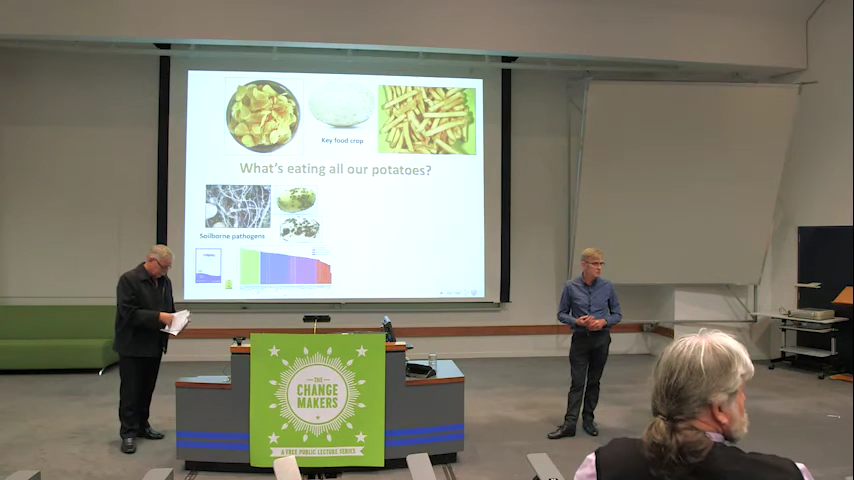 Key food crop
What's eating all our potatoes?
Soilborne pathogens
THE
CHANGE
MAKERS
A FREE PUBLIC LECTURE SERIES